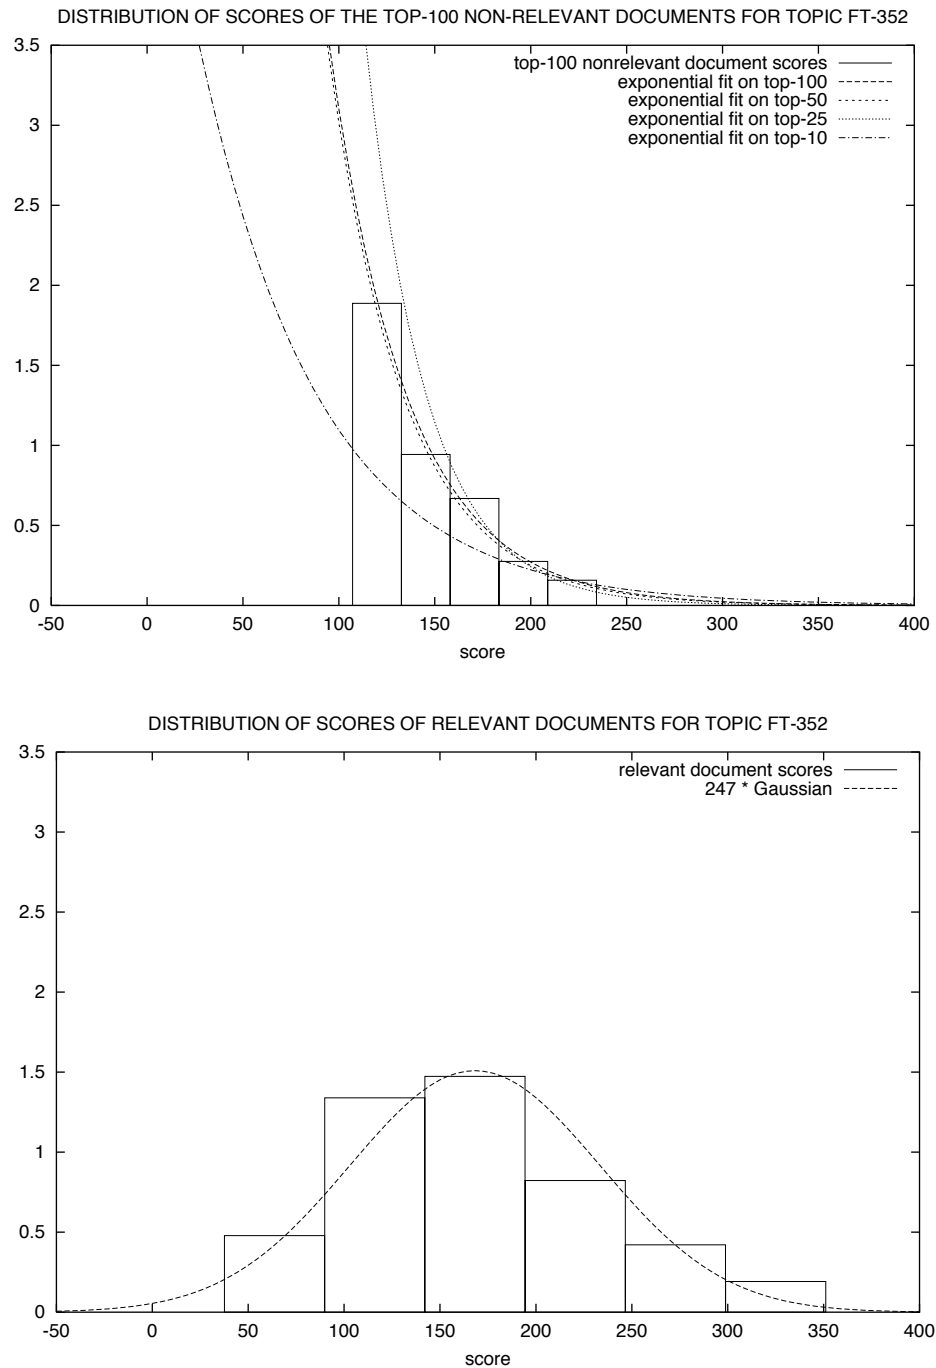 DISTRIBUTION OF SCORES OF THE TOP-100 NON-RELEVANT DOCUMENTS FOR TOPIC FT-352
3.5
3
2.5
2
1.5
1
0.5
0
top-100 nonrelevant document scores
exponential fit on top-100
exponential fit on top-50
exponential fit on top-25
exponential fit on top-10
-50 0 50 100 150 200 250 300 350 400
score
DISTRIBUTION OF SCORES OF RELEVANT DOCUMENTS FOR TOPIC FT-352
3.5
3
2.5
2
1.5
1
0.5
0
relevant document scores
247 * Gaussian
-50 0 50 100 150 200 250 300 350 400
score